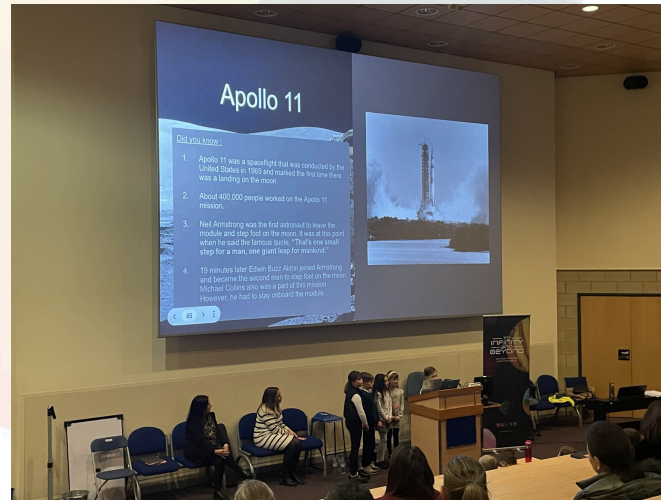 Apollo 11
Did you know :
1. Apollo 11 was a spaceflight that was conducted by the
United States in 1969 and marked the first time there
was a landing on the moon.
2. About 400,000 people worked on the Apollo 11
mission.
3. Neil Armstrong was the first astronaut to leave the
module and step foot on the moon. It was at this point
when he said the famous quote, "That's one small
step for a man, one giant leap for mankind."
4. 19 minutes later Edwin Buzz Aldrin joined Armstrong
and became the second man to step foot on the moon.
Michael Collins also was a part of this mission.
However, he had to stay onboard the module.
45
TO
INFINITY
AND
BEYOND